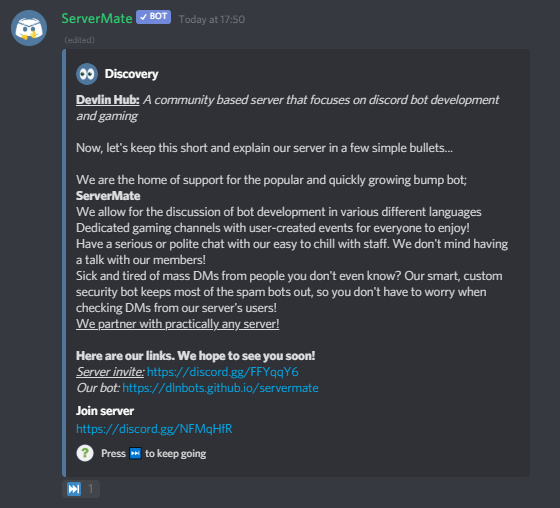 ServerMate ✓ BOT Today at 17:50
(edited)
Discovery
Devlin Hub: A community based server that focuses on discord bot development
and gaming
Now, let's keep this short and explain our server in a few simple bullets...
We are the home of support for the popular and quickly growing bump bot;
ServerMate
We allow for the discussion of bot development in various different languages
Dedicated gaming channels with user-created events for everyone to enjoy!
Have a serious or polite chat with our easy to chill with staff. We don't mind having
a talk with our members!
Sick and tired of mass DMs from people you don't even know? Our smart, custom
security bot keeps most of the spam bots out, so you don't have to worry when
checking DMs from our server's users!
We partner with practically any server!
Here are our links. We hope to see you soon!
Server invite: https://discord.gg/FFYqqY6
Our bot: https://dlnbots.github.io/servermate
Join server
https://discord.gg/NFMqHfR
? Press ⏭ to keep going
⏭ 1